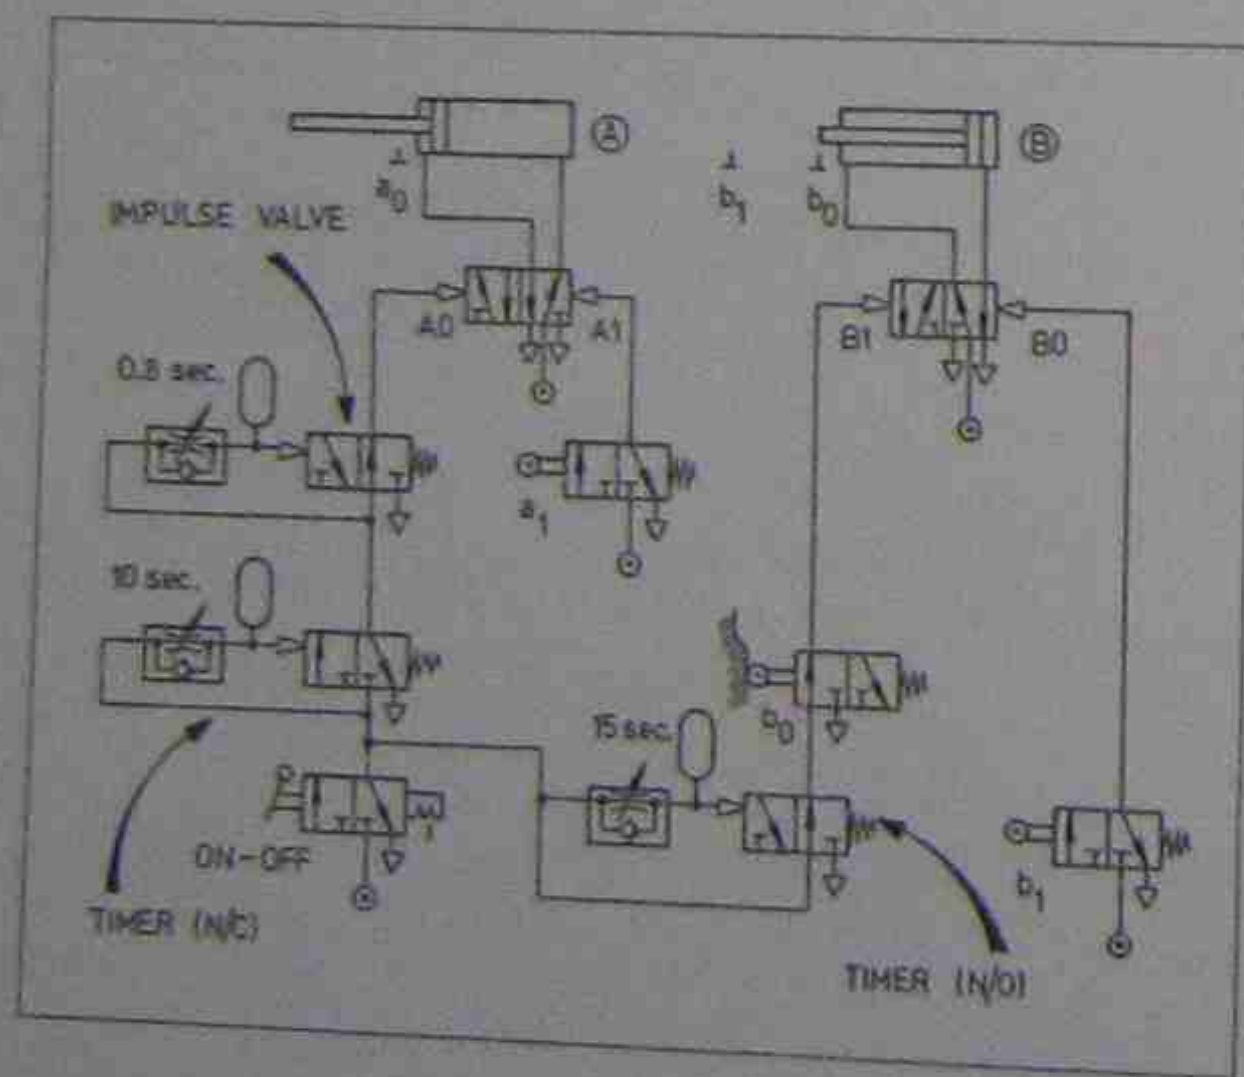 A
B
a0
b1
b0
IMPULSE VALVE
A0
A1
B1
B0
0.8 sec.
a1
10 sec.
15 sec.
b0
ON-OFF
b1
TIMER (N/C)
TIMER (N/O)